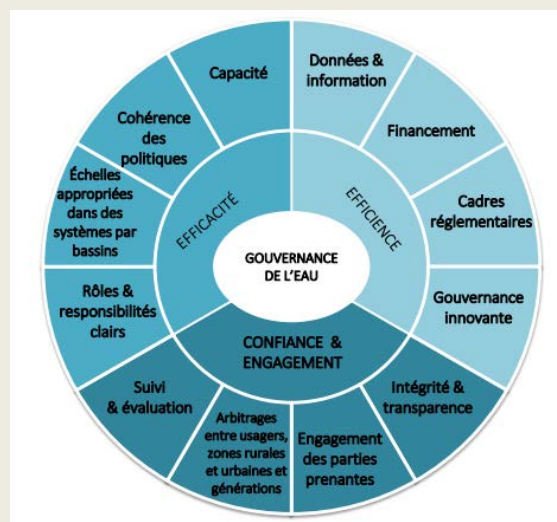 Capacité
Données &
information
Cohérence
des
politiques
Financement
Échelles
appropriées
dans des
systèmes par
bassins
EFFICACITÉ
EFFICIENCE
Cadres
réglementaires
GOUVERNANCE
DE L'EAU
Rôles &
responsibilités
clairs
Gouvernance
innovante
CONFIANCE &
ENGAGEMENT
Suivi
& évaluation
Intégrité &
transparence
Arbitrages
entre usagers,
zones rurales
et urbaines et
générations
Engagement
des parties
prenantes